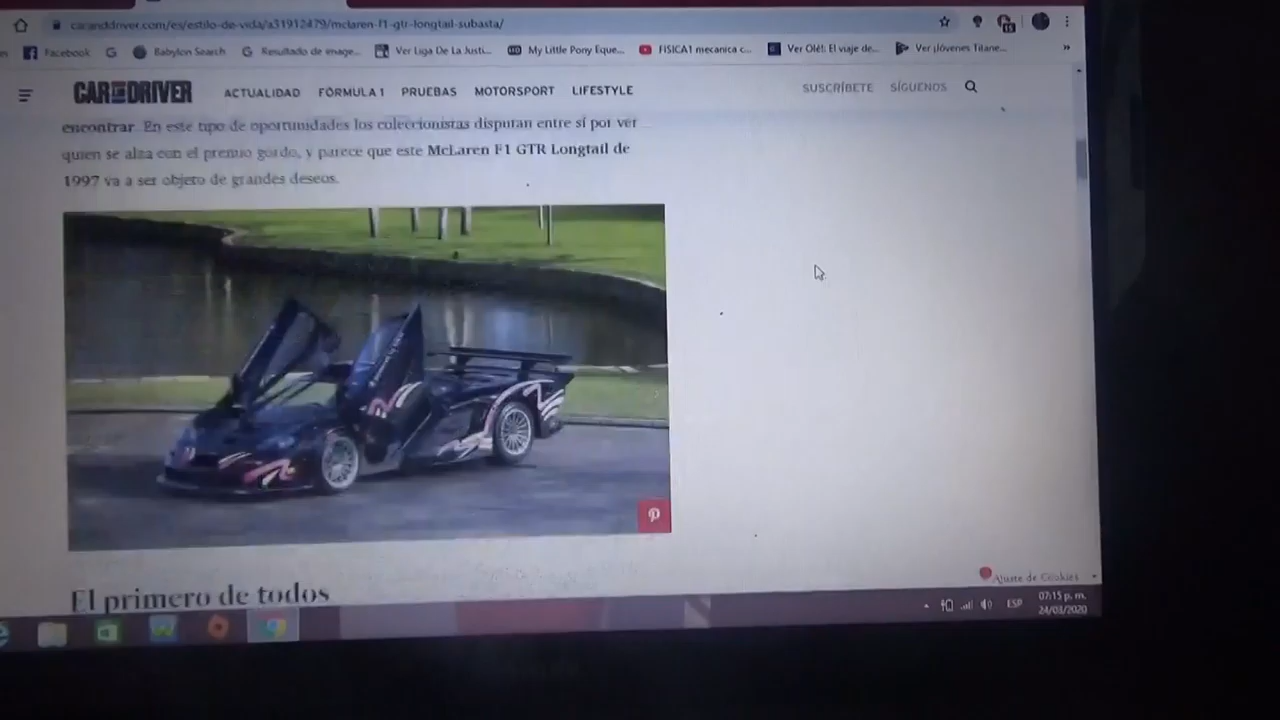 caranddriver.com/es/estilo-de-vida/a31912479/mclaren-f1-gtr-longtail-subasta/
15
es Facebook G Babylon Search G Resultado de image... Ver Liga De La Justi... My Little Pony Eque... FISICA1 mecanica c... Ver Olé!: El viaje de... Ver ¡Jóvenes Titane... »
CAR AND DRIVER ACTUALIDAD FÓRMULA 1 PRUEBAS MOTORSPORT LIFESTYLE SUSCRÍBETE SÍGUENOS
encontrar. En este tipo de oportunidades los coleccionistas disputan entre sí por ver
quien se alza con el premio gordo, y parece que este McLaren F1 GTR Longtail de
1997 va a ser objeto de grandes deseos.
El primero de todos
Ajuste de Cookies
ESP
07:15 p. m.
24/03/2020